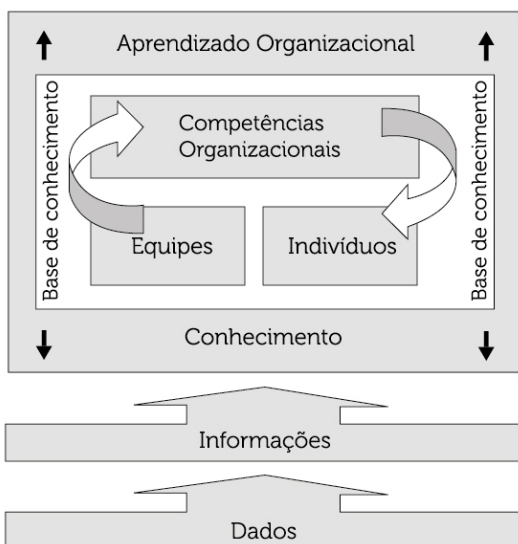 Aprendizado Organizacional
Base de conhecimento
Competências
Organizacionais
Base de conhecimento
Equipes
Indivíduos
Conhecimento
Informações
Dados